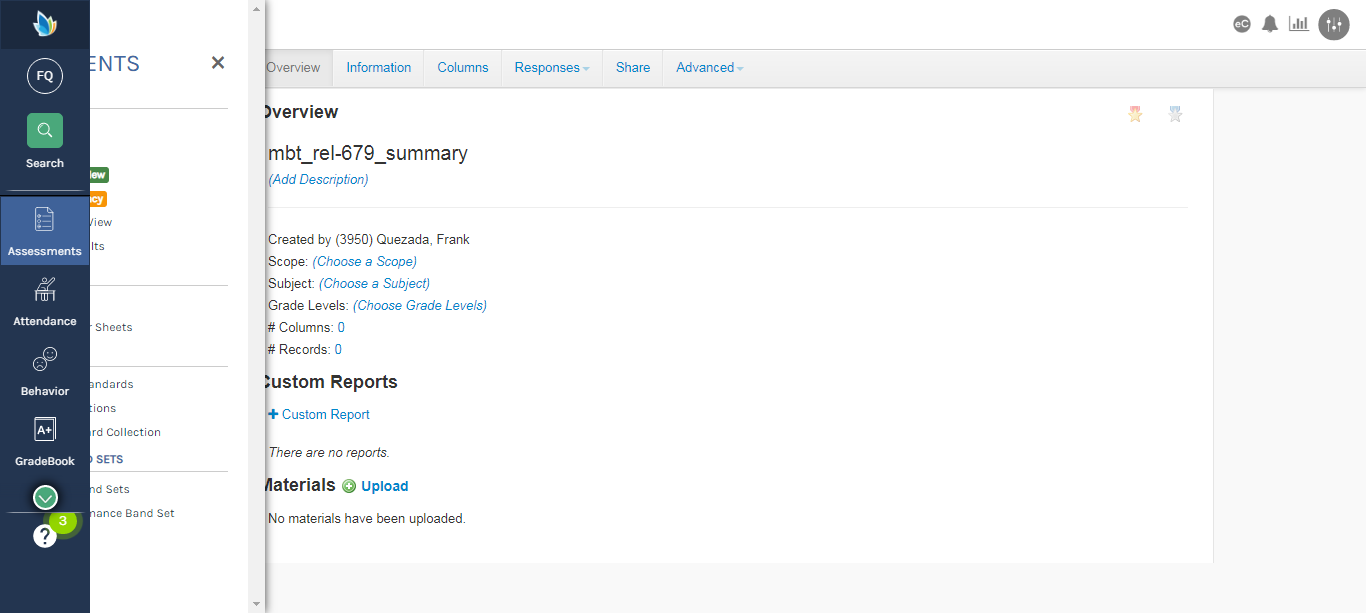 eC
FQ
ENTS
Search
Overview
Information
Columns
Responses
Share
Advanced
Overview
mbt_rel-679_summary
(Add Description)
ew
cy
View
lts
Assessments
Created by (3950) Quezada, Frank
Scope: (Choose a Scope)
Subject: (Choose a Subject)
Grade Levels: (Choose Grade Levels)
# Columns: 0
# Records: 0
Attendance
r Sheets
Custom Reports
Custom Report
There are no reports.
Behavior
andards
tions
ard Collection
A+
GradeBook
D SETS
nd Sets
mance Band Set
Materials
Upload
No materials have been uploaded.
3
?